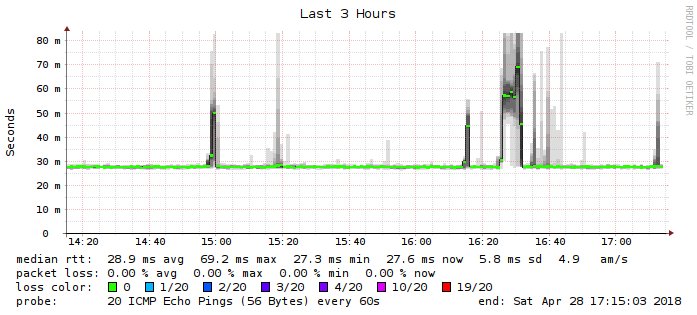 Last 3 Hours
RRDTOOL / TOBI OETIKER
Seconds
80 m
70 m
60 m
50 m
40 m
30 m
20 m
10 m
0
14:20 14:40 15:00 15:20 15:40 16:00 16:20 16:40 17:00
median rtt: 28.9 ms avg 69.2 ms max 27.3 ms min 27.6 ms now 5.8 ms sd 4.9 am/s
packet loss: 0.00 % avg 0.00 % max 0.00 % min 0.00 % now
loss color: 0 1/20 2/20 3/20 4/20 10/20 19/20
probe: 20 ICMP Echo Pings (56 Bytes) every 60s end: Sat Apr 28 17:15:03 2018